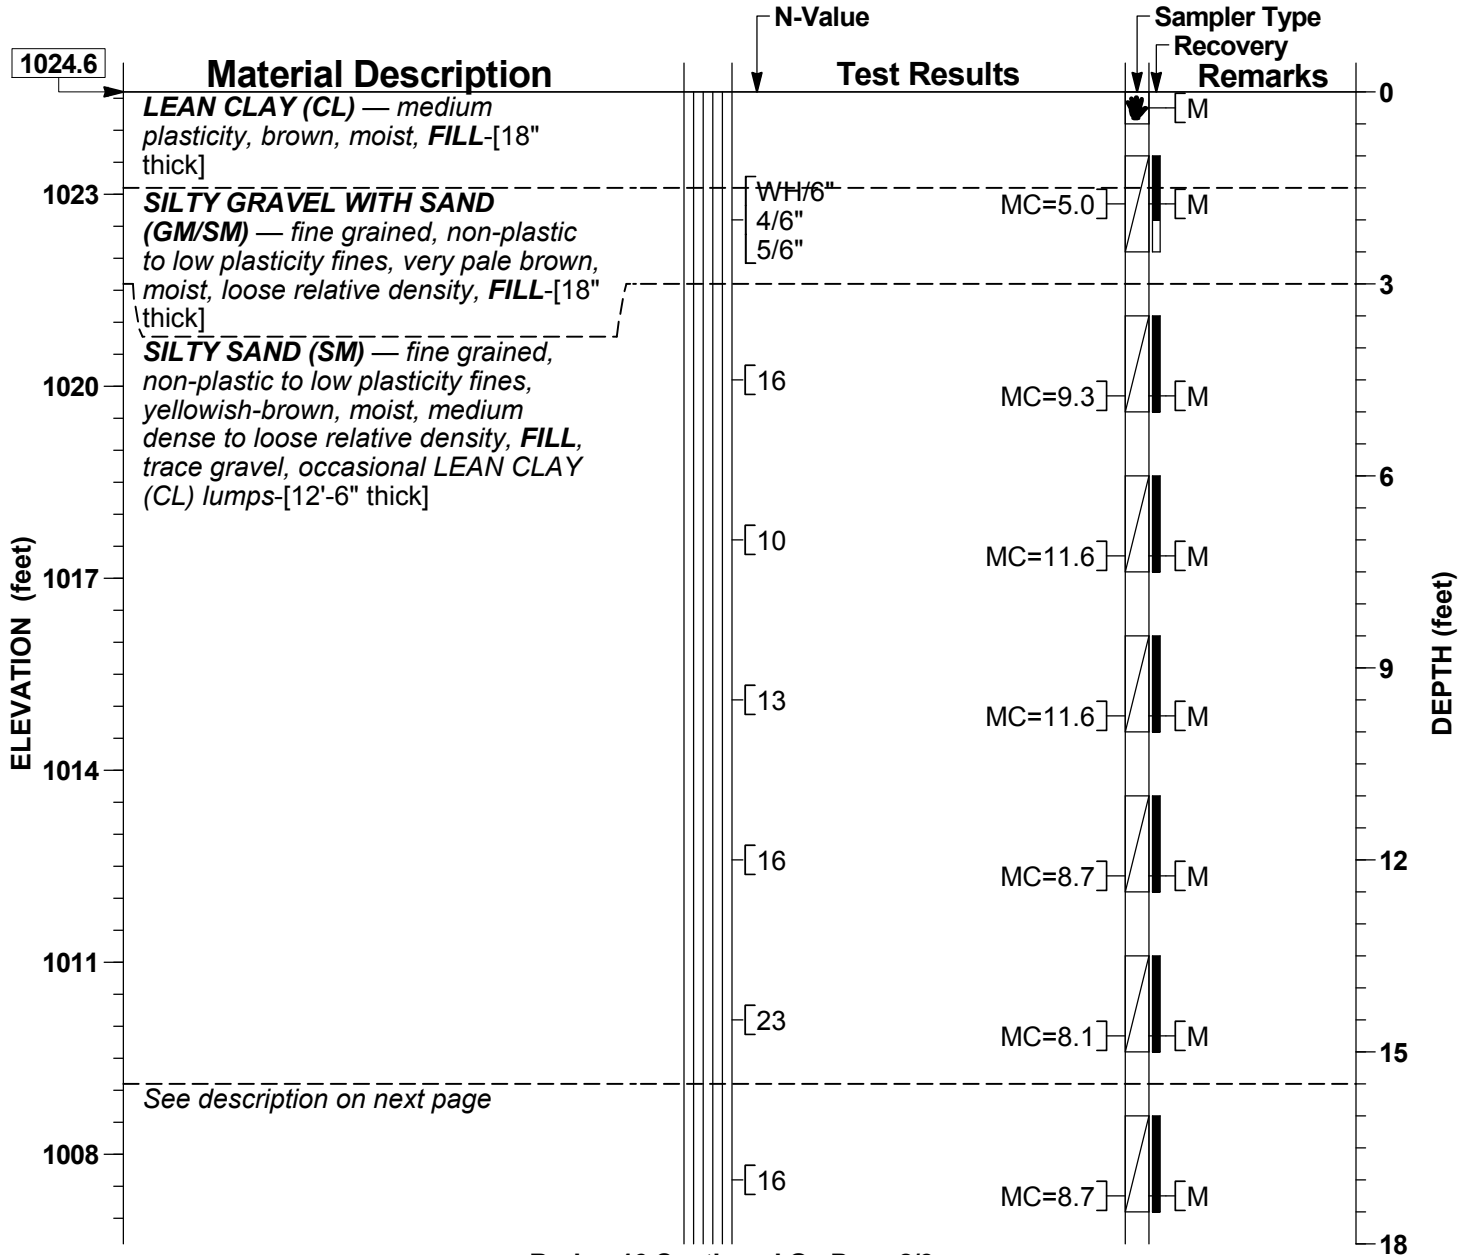 N-Value
Sampler Type
Recovery
1024.6
Material Description
Test Results
Remarks
0
LEAN CLAY (CL) — medium
plasticity, brown, moist, FILL-[18"
thick]
M
1023
SILTY GRAVEL WITH SAND
(GM/SM) — fine grained, non-plastic
to low plasticity fines, very pale brown,
moist, loose relative density, FILL-[18"
thick]
WH/6"
4/6"
5/6"
MC=5.0
M
3
SILTY SAND (SM) — fine grained,
non-plastic to low plasticity fines,
yellowish-brown, moist, medium
dense to loose relative density, FILL,
trace gravel, occasional LEAN CLAY
(CL) lumps-[12'-6" thick]
1020
16
MC=9.3
M
6
10
MC=11.6
M
1017
ELEVATION (feet)
DEPTH (feet)
9
13
MC=11.6
M
1014
12
16
MC=8.7
M
1011
23
MC=8.1
M
15
See description on next page
1008
16
MC=8.7
M
18